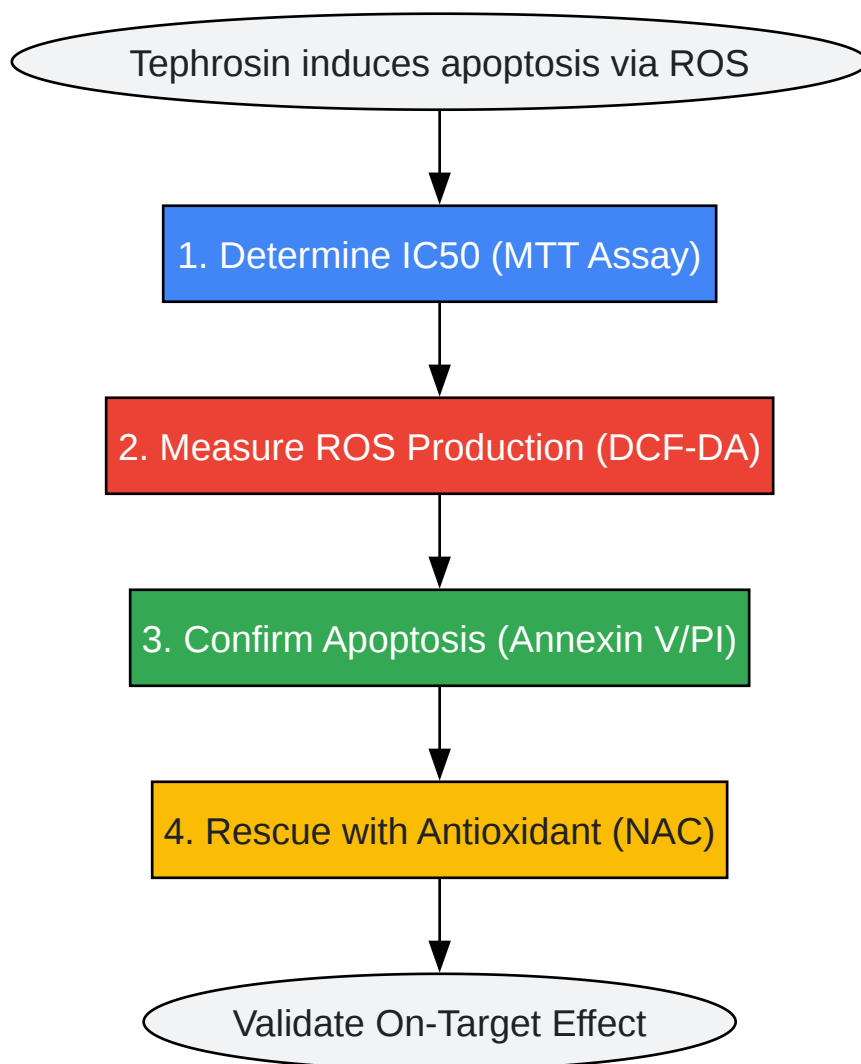 Tephrosin induces apoptosis via ROS
1. Determine IC50 (MTT Assay)
2. Measure ROS Production (DCF-DA)
3. Confirm Apoptosis (Annexin V/PI)
4. Rescue with Antioxidant (NAC)
Validate On-Target Effect